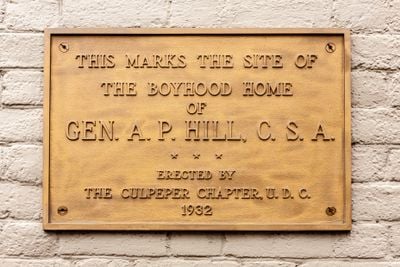 THIS MARKS THE SITE OF
THE BOYHOOD HOME
OF
GEN. A. P. HILL, C. S. A.
* * *
ERECTED BY
THE CULPEPER CHAPTER, U. D. C.
1932